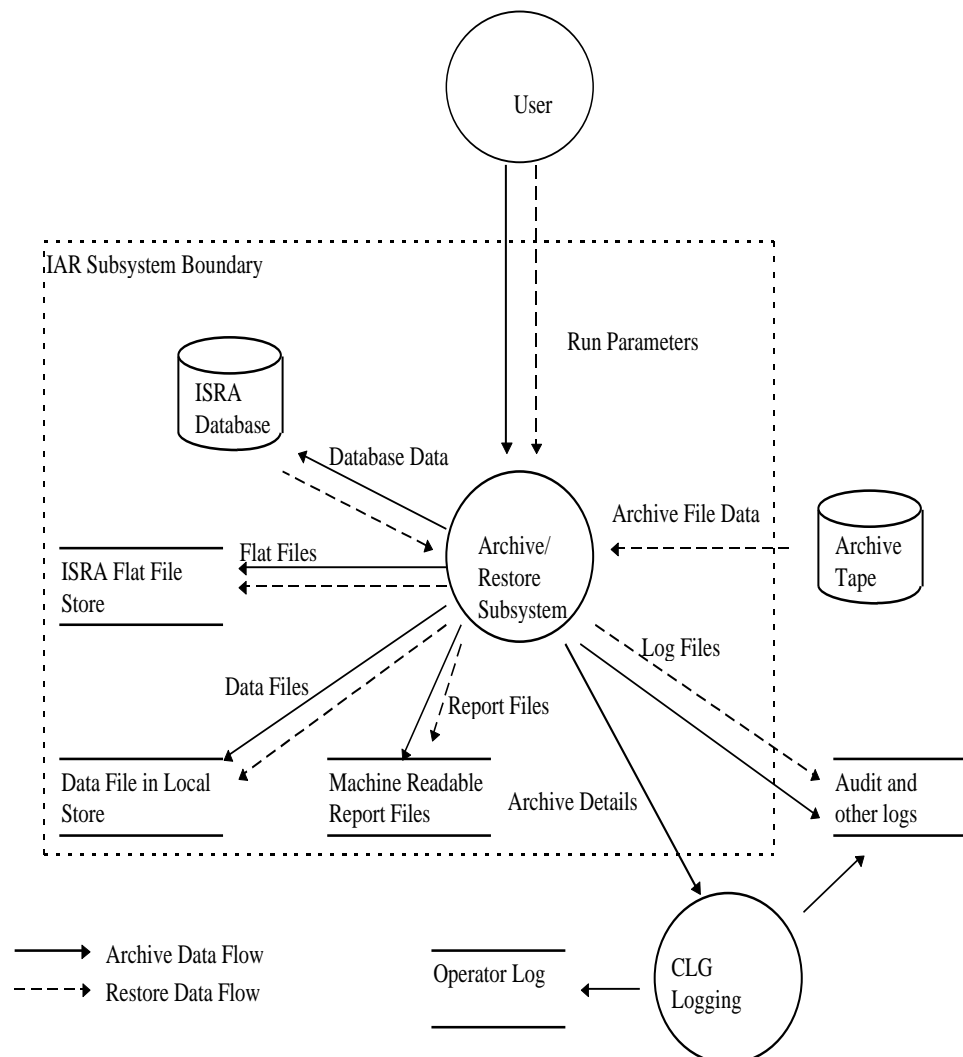 User
IAR Subsystem Boundary
Run Parameters
ISRA
Database
Database Data
Archive File Data
Archive
Tape
Flat Files
ISRA Flat File
Store
Archive/
Restore
Subsystem
Log Files
Data Files
Report Files
Data File in Local
Store
Machine Readable
Report Files
Archive Details
Audit and
other logs
Archive Data Flow
Restore Data Flow
Operator Log
CLG
Logging